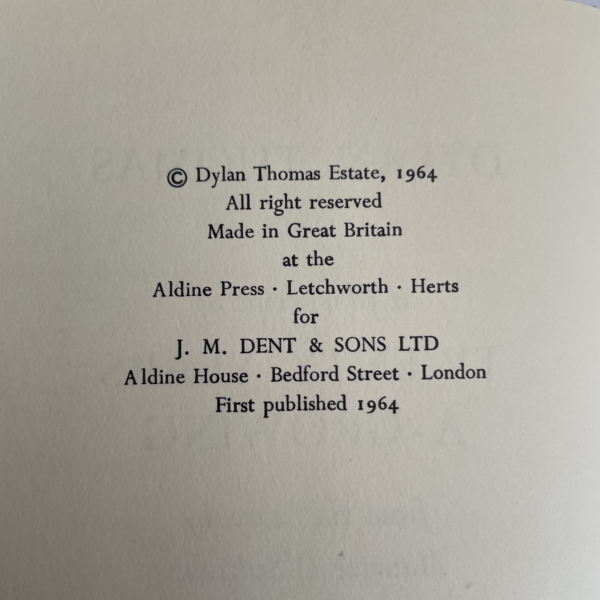 © Dylan Thomas Estate, 1964
All right reserved
Made in Great Britain
at the
Aldine Press · Letchworth · Herts
for
J. M. DENT & SONS LTD
Aldine House · Bedford Street · London
First published 1964